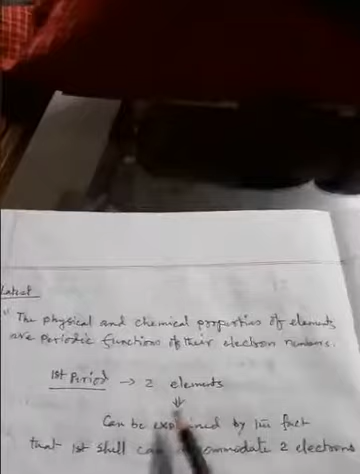 Latest
" The physical and chemical properties of elements
are Periodic functions of their electron numbers.
1st Period → 2 elements
⇓
Can be explained by the fact
that 1st shell can accommodate 2 electrons